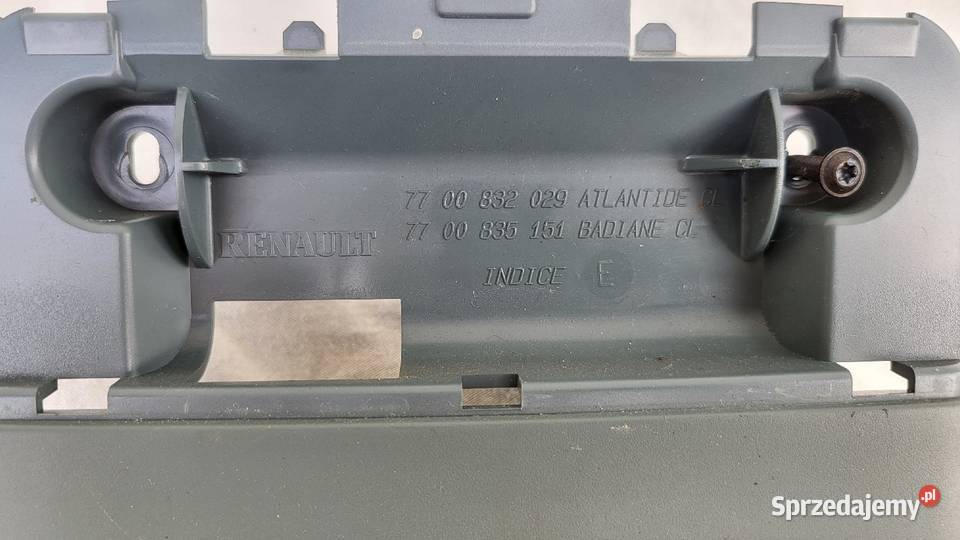 77 00 832 029 ATLANTIDE CL
77 00 835 151 BADIANE CL
RENAULT
INDICE E
Sprzedajemy.pl